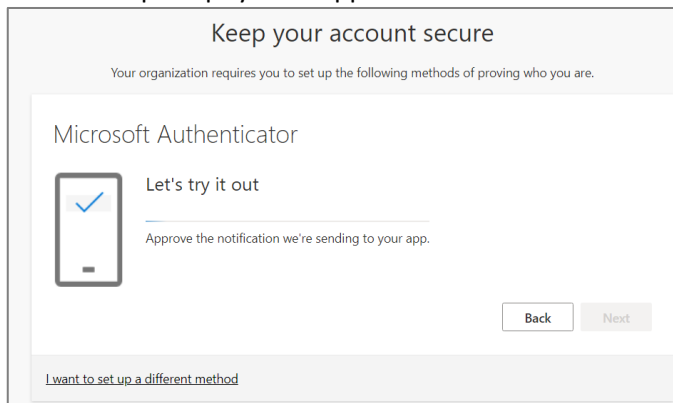 Keep your account secure
Your organization requires you to set up the following methods of proving who you are.
Microsoft Authenticator
Let's try it out
Approve the notification we're sending to your app.
Back
Next
I want to set up a different method